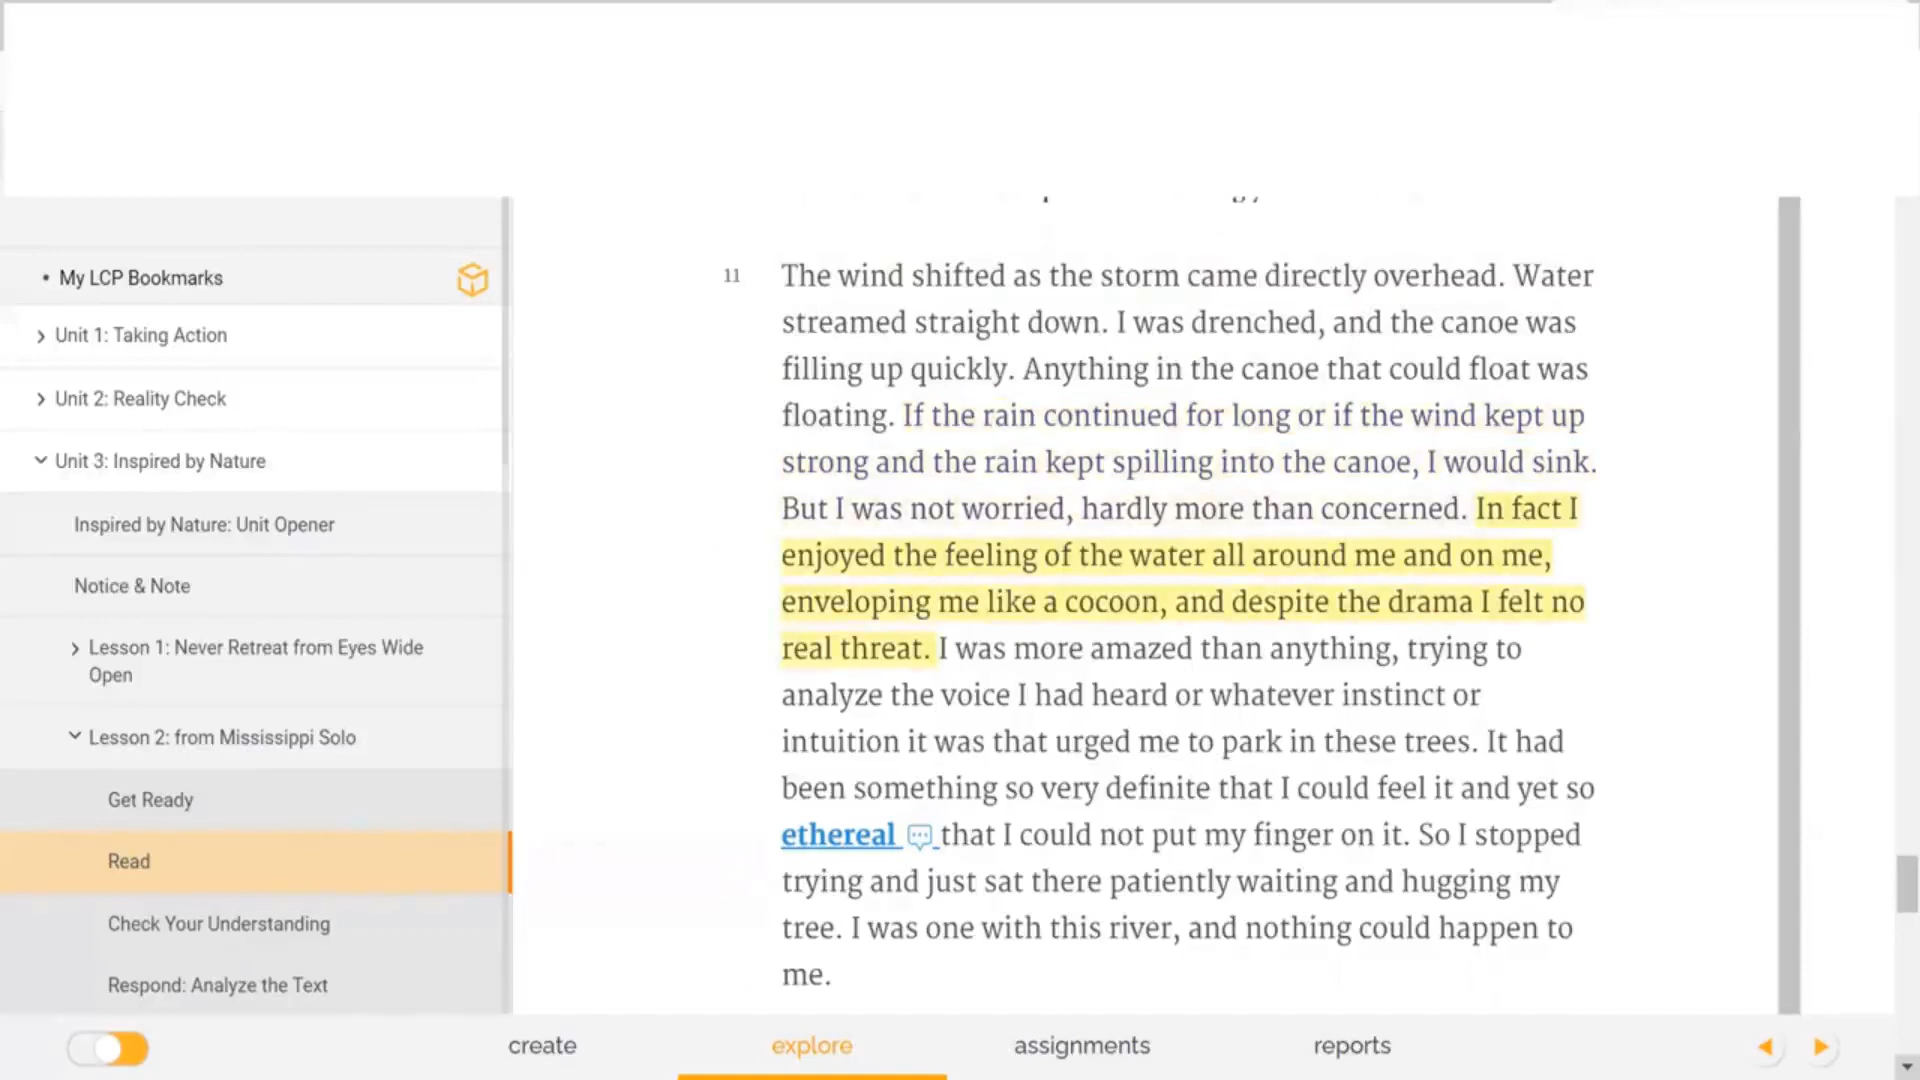 • My LCP Bookmarks
Unit 1: Taking Action
Unit 2: Reality Check
Unit 3: Inspired by Nature
Inspired by Nature: Unit Opener
Notice & Note
Lesson 1: Never Retreat from Eyes Wide
Open
Lesson 2: from Mississippi Solo
Get Ready
Read
Check Your Understanding
Respond: Analyze the Text
11
The wind shifted as the storm came directly overhead. Water
streamed straight down. I was drenched, and the canoe was
filling up quickly. Anything in the canoe that could float was
floating. If the rain continued for long or if the wind kept up
strong and the rain kept spilling into the canoe, I would sink.
But I was not worried, hardly more than concerned. In fact I
enjoyed the feeling of the water all around me and on me,
enveloping me like a cocoon, and despite the drama I felt no
real threat. I was more amazed than anything, trying to
analyze the voice I had heard or whatever instinct or
intuition it was that urged me to park in these trees. It had
been something so very definite that I could feel it and yet so
ethereal that I could not put my finger on it. So I stopped
trying and just sat there patiently waiting and hugging my
tree. I was one with this river, and nothing could happen to
me.
create
explore
assignments
reports